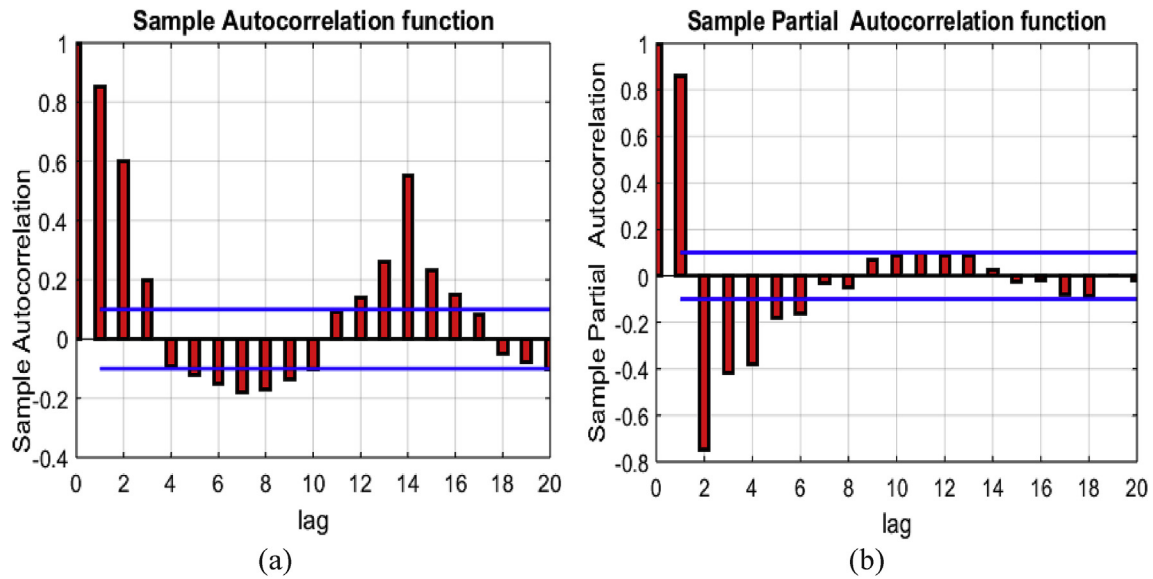 Sample Autocorrelation function
Sample Autocorrelation
1
0.8
0.6
0.4
0.2
0
-0.2
-0.4
0 2 4 6 8 10 12 14 16 18 20
lag
(a)
Sample Partial Autocorrelation function
Sample Partial Autocorrelation
1
0.8
0.6
0.4
0.2
0
-0.2
-0.4
-0.6
-0.8
0 2 4 6 8 10 12 14 16 18 20
lag
(b)